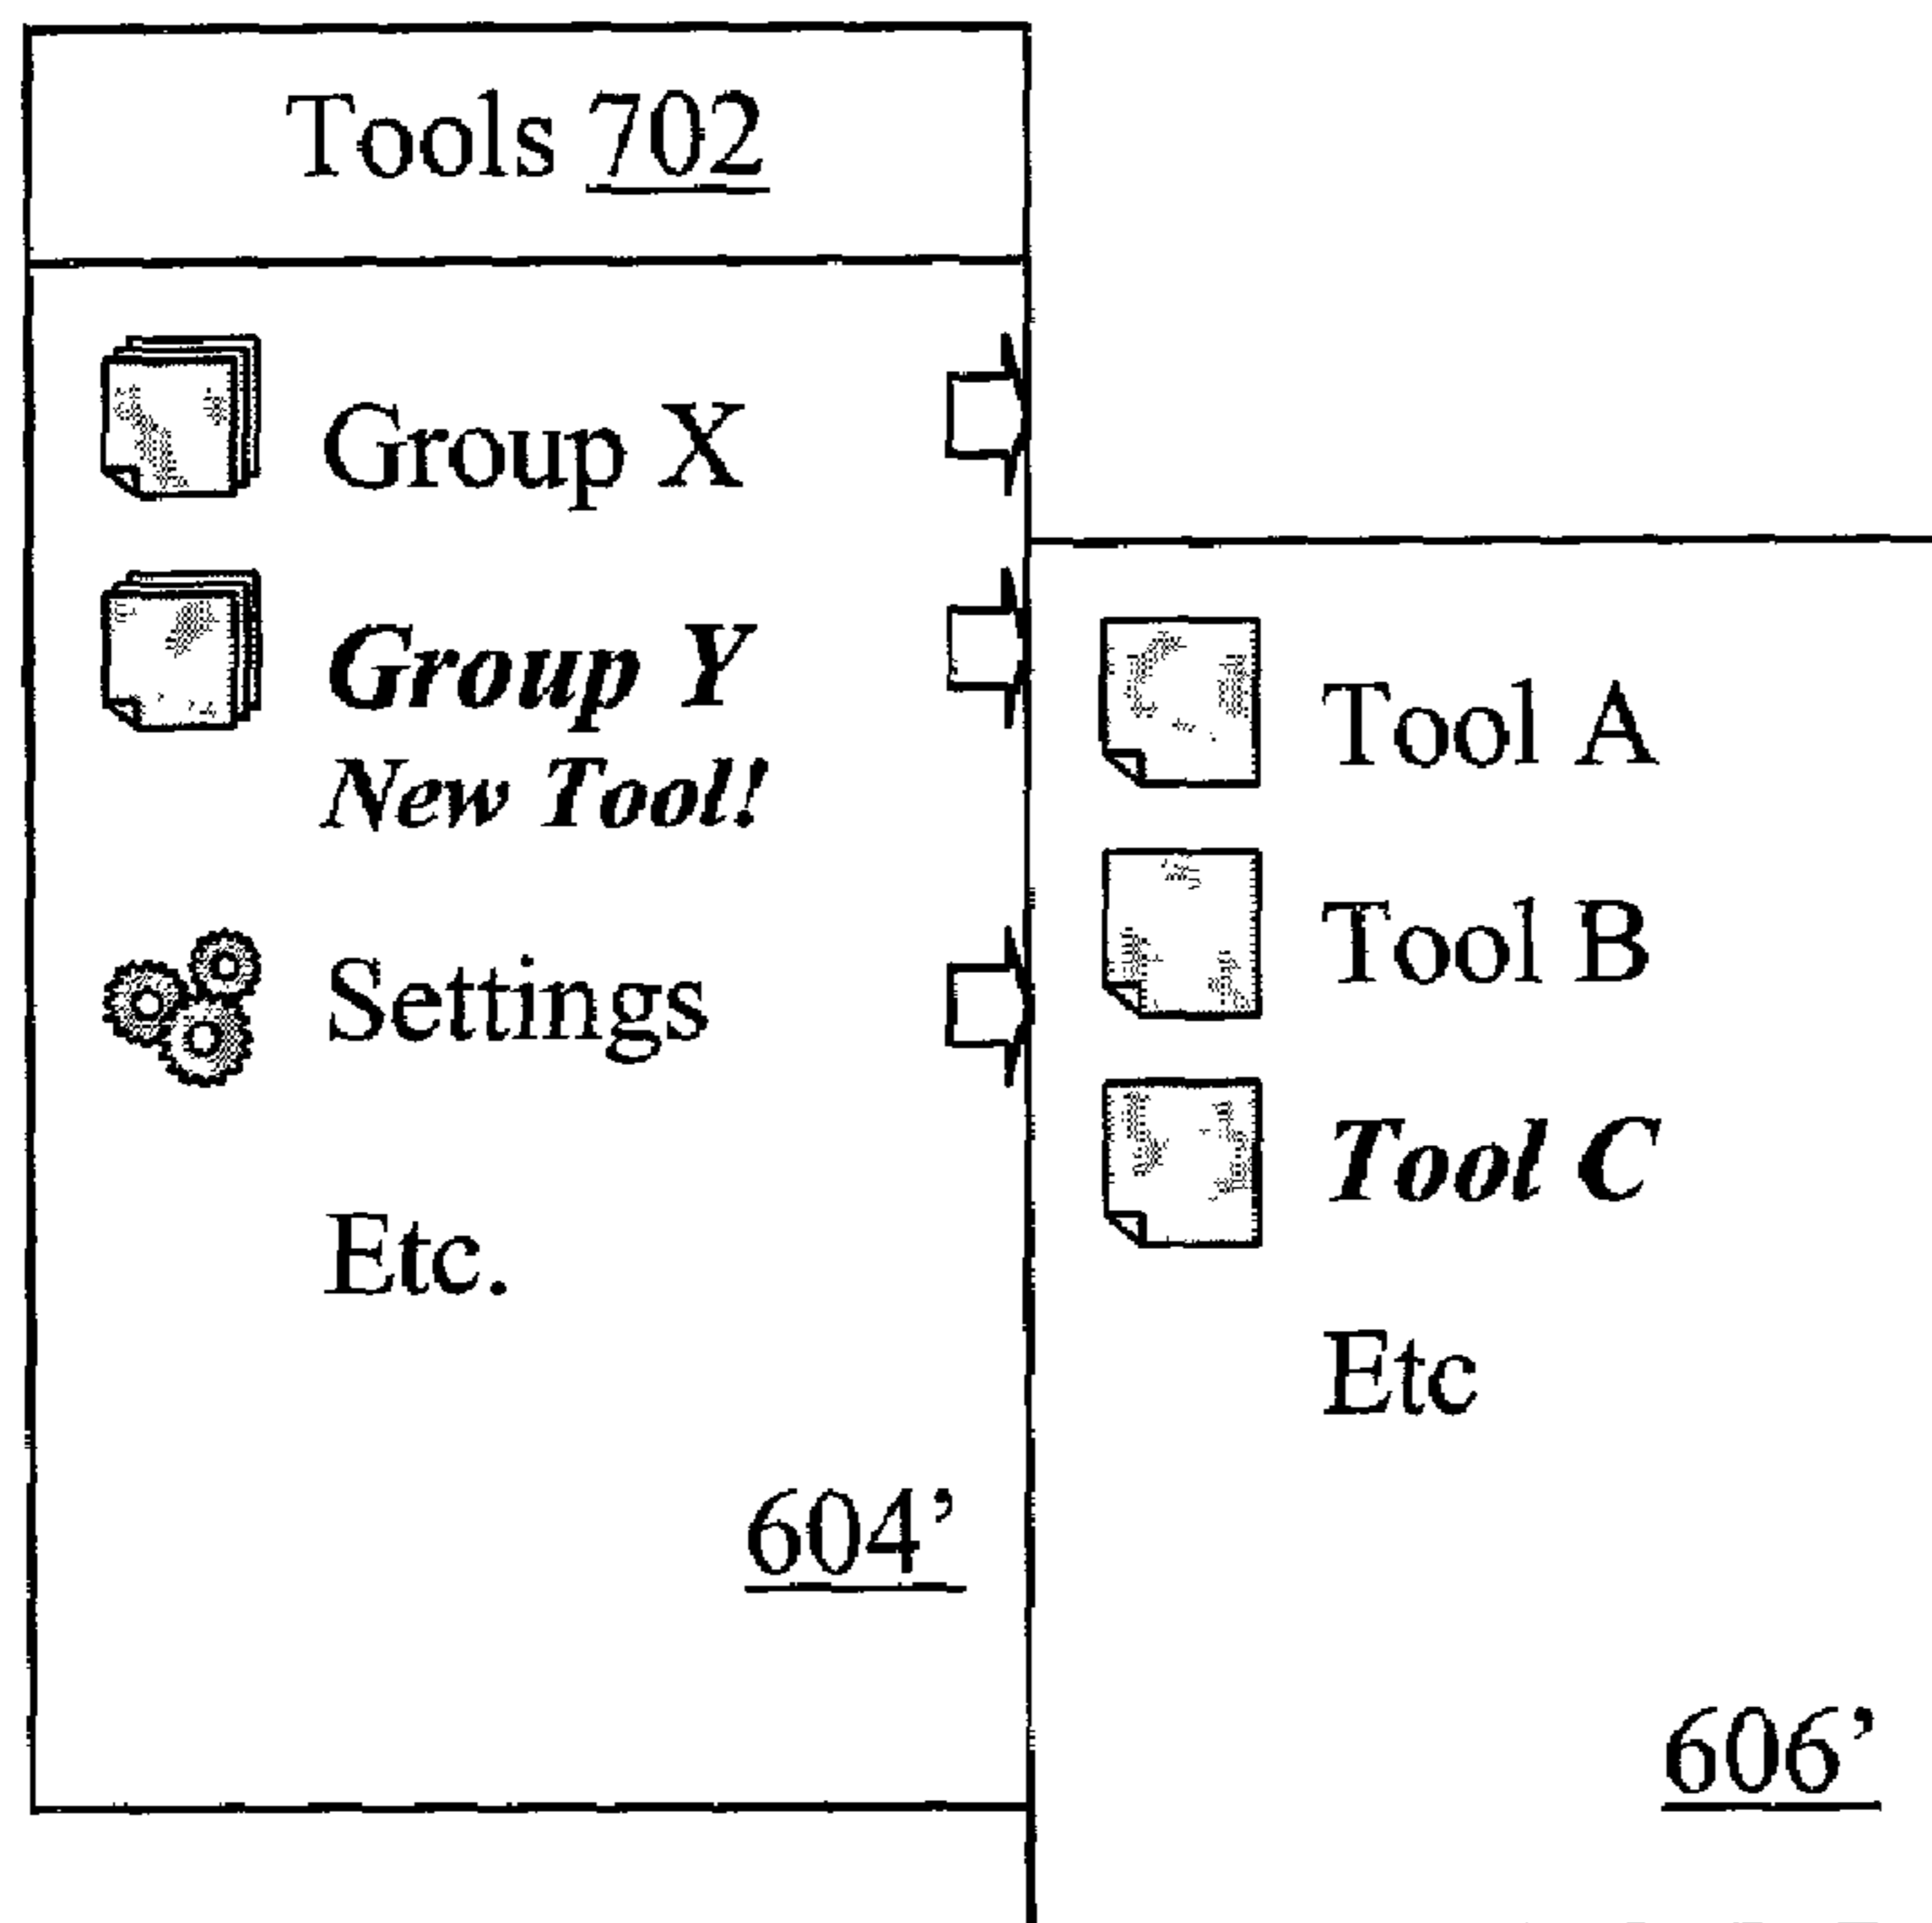 Tools 702
Group X
Group Y
New Tool!
Settings
Etc.
604’
Tool A
Tool B
Tool C
Etc
606’